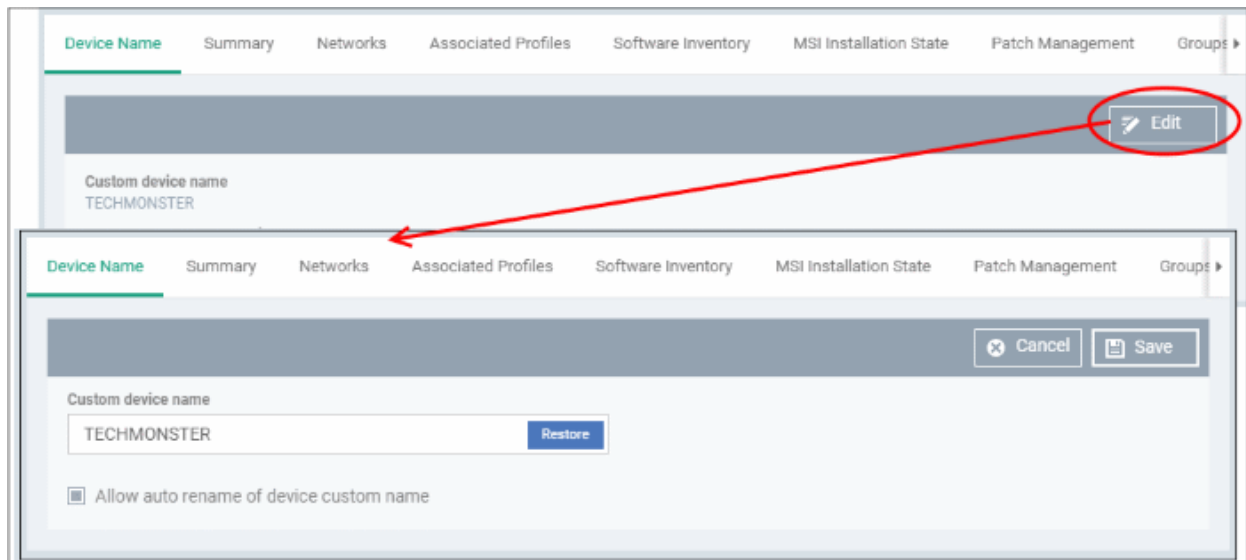 Device Name Summary Networks Associated Profiles Software Inventory MSI Installation State Patch Management Groups
Edit
Custom device name
TECHMONSTER
Device Name Summary Networks Associated Profiles Software Inventory MSI Installation State Patch Management Groups
Cancel Save
Custom device name
TECHMONSTER Restore
Allow auto rename of device custom name